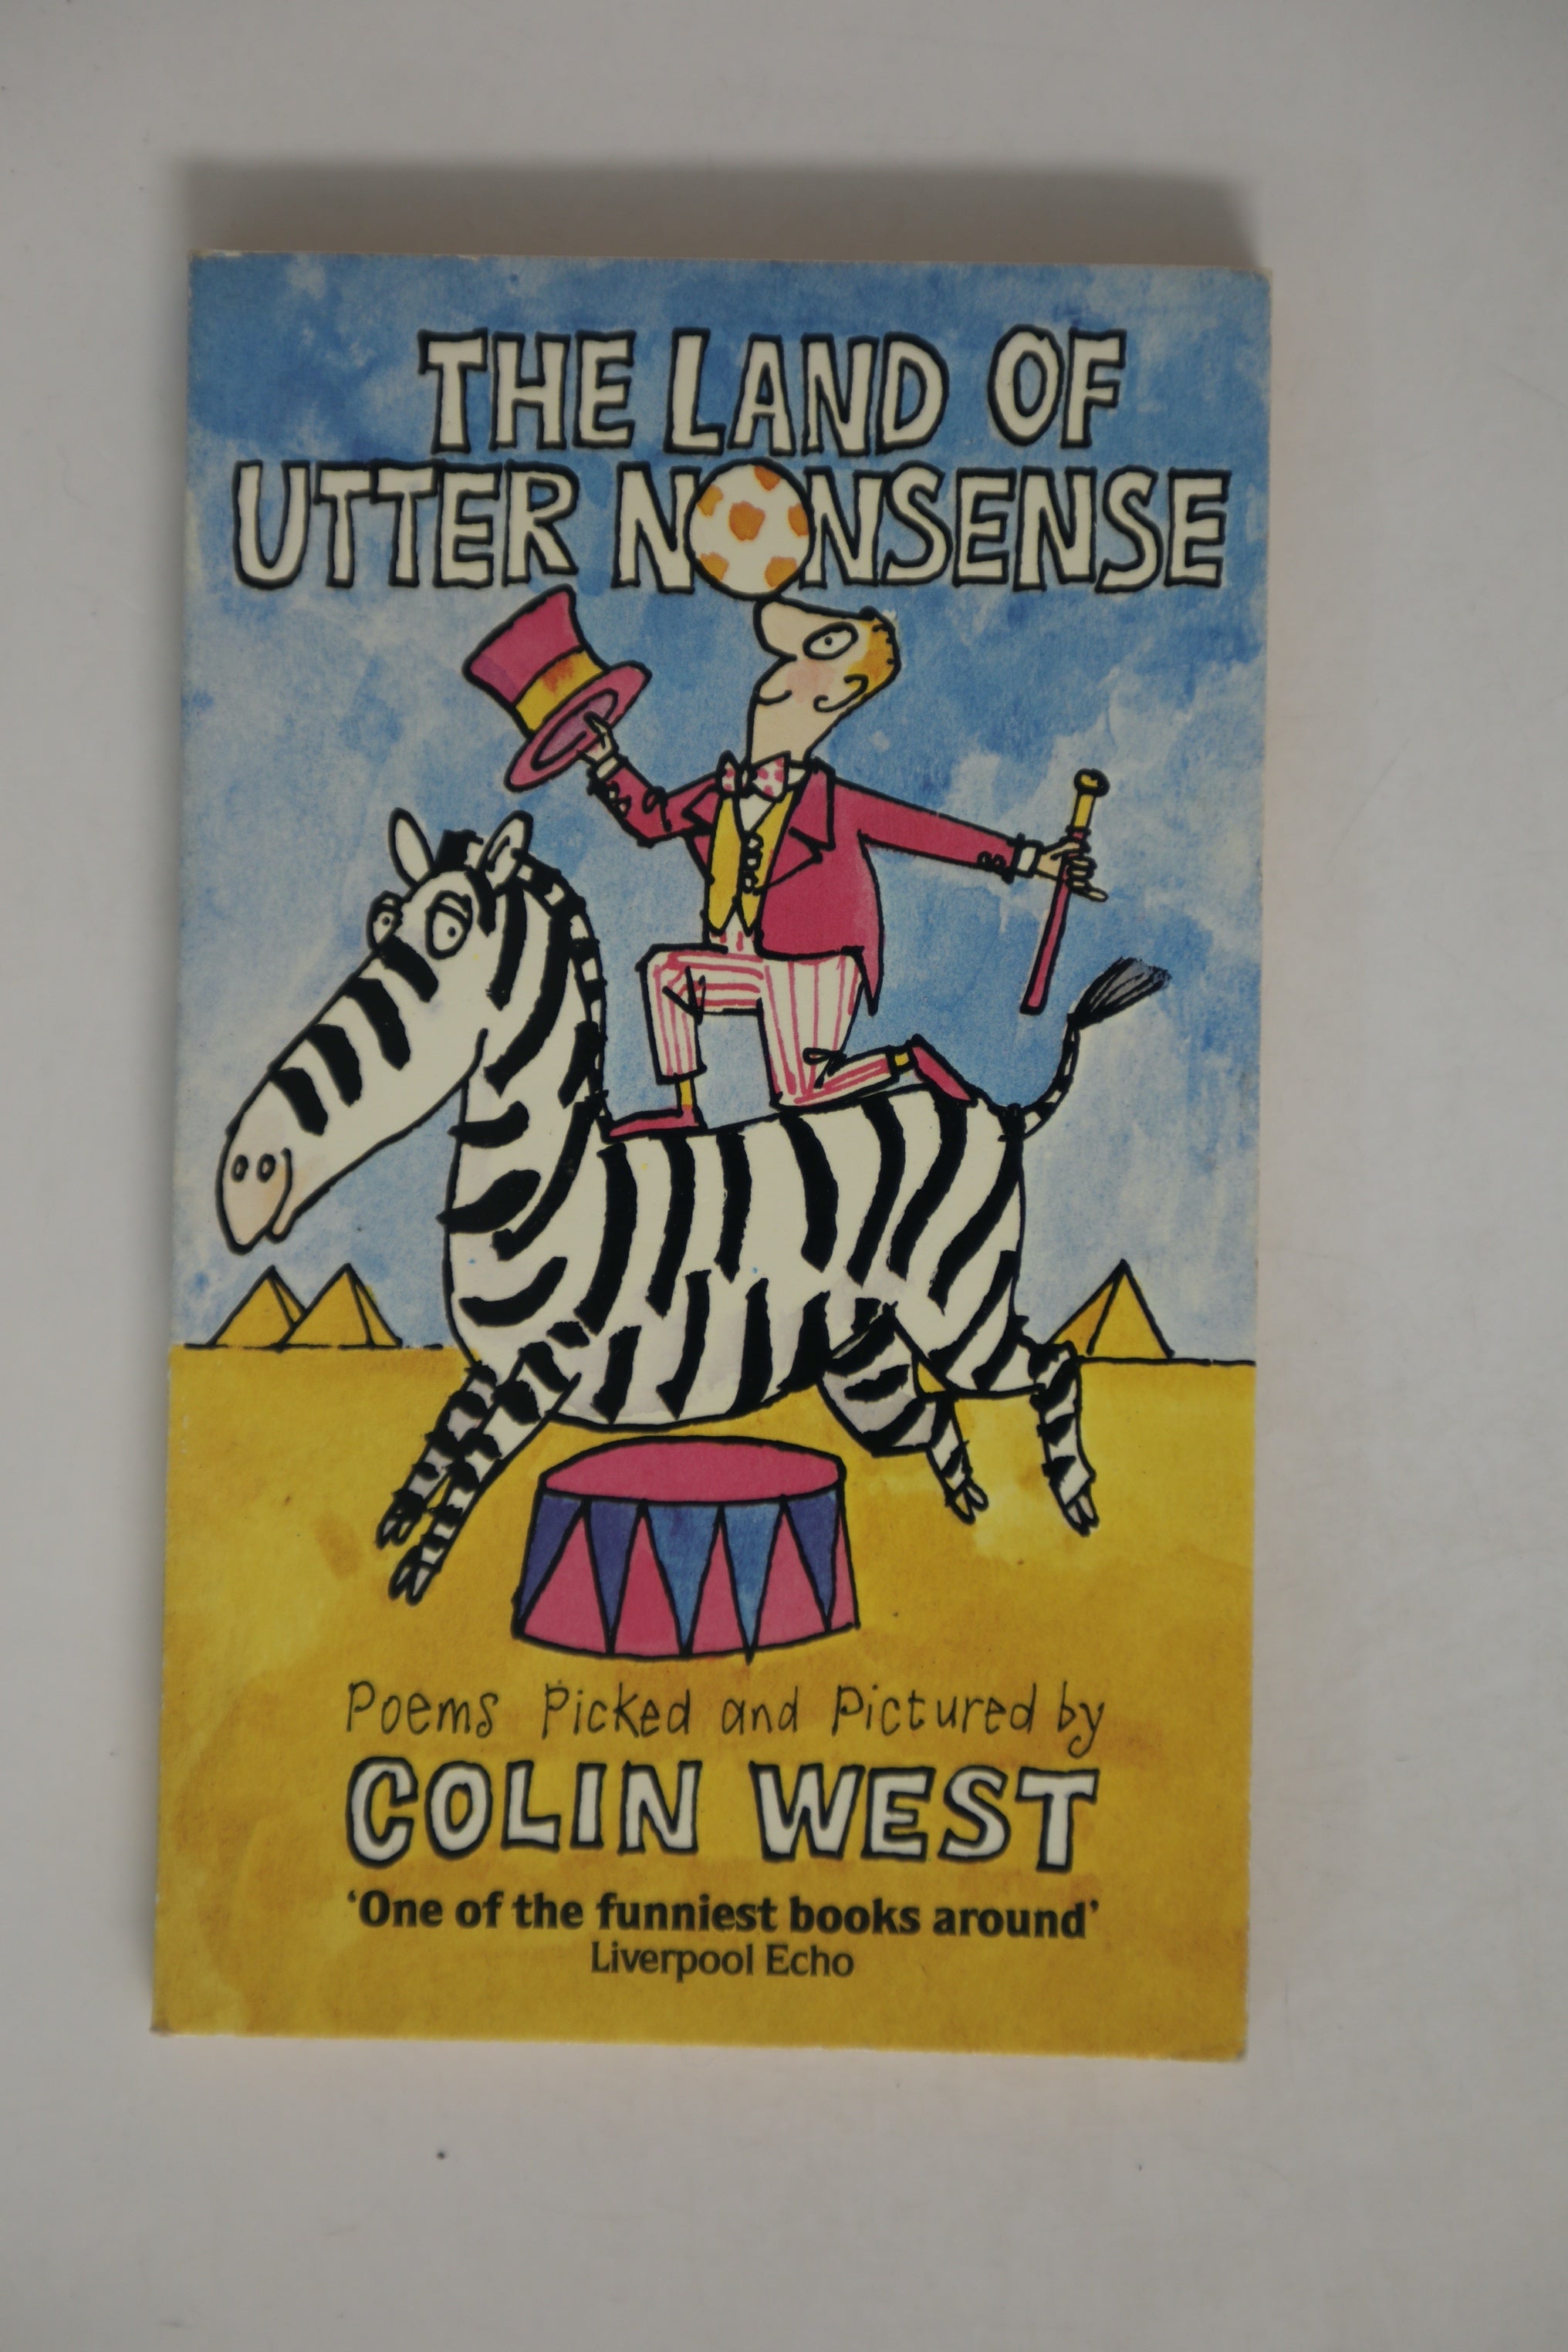 THE LAND OF
UTTER NONSENSE
Poems Picked and Pictured by
COLIN WEST
‘One of the funniest books around’
Liverpool Echo